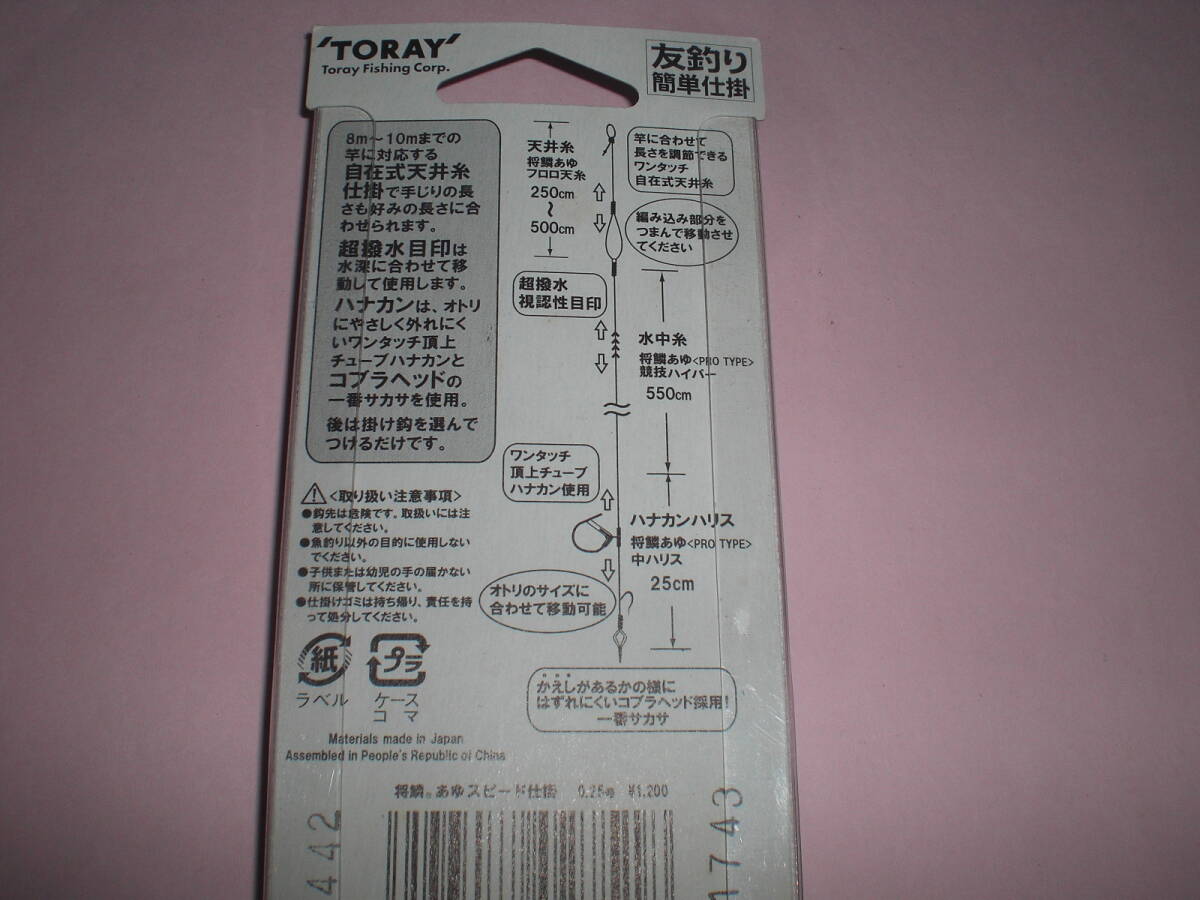 'TORAY'
Toray Fishing Corp.
友釣り
簡単仕掛
8m〜10mまでの
竿に対応する
自在式天井糸
仕掛で手じりの長
さも好みの長さに合
わせられます。
超撥水目印は
水深に合わせて移
動して使用します。
ハナカンは、オトリ
にやさしく外れにく
いワンタッチ頂上
チューブハナカンと
コブラヘッドの
一番サカサを使用。
後は掛け鈎を選んで
つけるだけです。
天井糸
将鱗あゆ
フロロ天糸
250cm
〜
500cm
竿に合わせて
長さを調節できる
ワンタッチ
自在式天井糸
編み込み部分を
つまんで移動させ
てください
超撥水
視認性目印
水中糸
将鱗あゆ<PRO TYPE>
競技ハイパー
550cm
ワンタッチ
頂上チューブ
ハナカン使用
ハナカンハリス
将鱗あゆ<PRO TYPE>
中ハリス
25cm
オトリのサイズに
合わせて移動可能
かえしがあるかの様に
はずれにくいコブラヘッド採用!
一番サカサ
<取り扱い注意事項>
●鈎先は危険です。取扱いには注
意してください。
●魚釣り以外の目的に使用しない
でください。
●子供または幼児の手の届かない
所に保管してください。
●仕掛けゴミは持ち帰り、責任を持
って処分してください。
紙
ラベル
プラ
ケース
コマ
Materials made in Japan
Assembled in People's Republic of China
将鱗®あゆスピード仕掛 0.25号 ¥1,200
442
1743